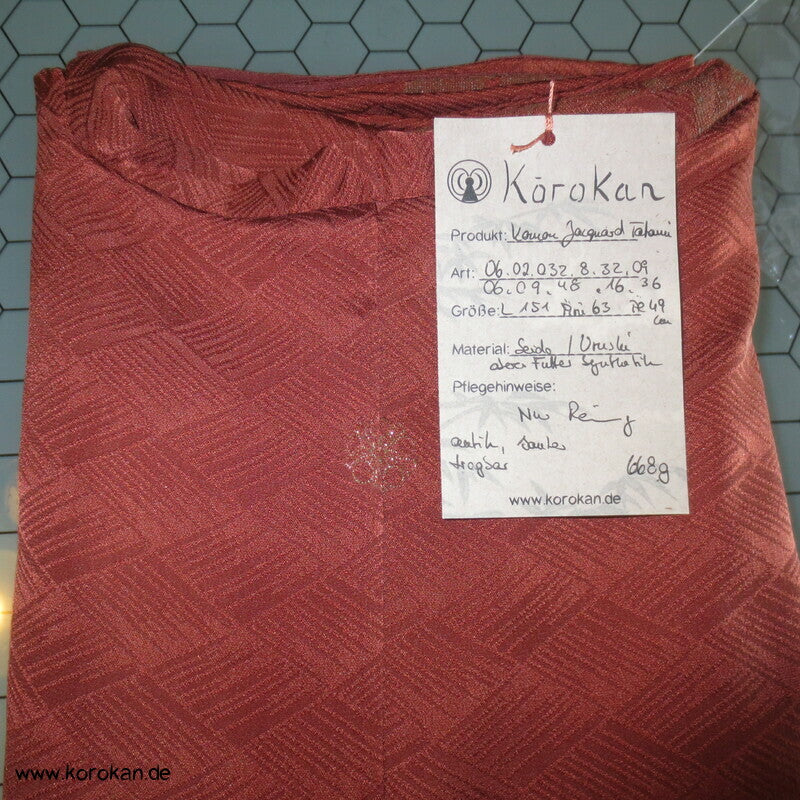 Kōrokan
Produkt: Komon Jacquard Tatami
Art: 06.02.032.8.32.09
06.09.48.16.36
Größe: L 151 Ärm 63 49
cm
Material: Seide / Urushi
oder Futter Synthetik
Pflegehinweise:
Nur
antik, sauber
tragbar 668g
www.korokan.de
www.korokan.de